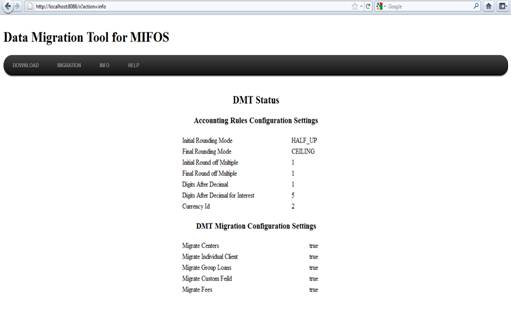 http://localhost:8088/x?action=info
Google
Data Migration Tool for MIFOS
DOWNLOAD MIGRATION INFO HELP
DMT Status
Accounting Rules Configuration Settings
Initial Rounding Mode HALF_UP
Final Rounding Mode CEILING
Initial Round off Multiple 1
Final Round off Multiple 1
Digits After Decimal 1
Digits After Decimal for Interest 5
Currency Id 2
DMT Migration Configuration Settings
Migrate Centers true
Migrate Individual Client true
Migrate Group Loans true
Migrate Custom Feild true
Migrate Fees true